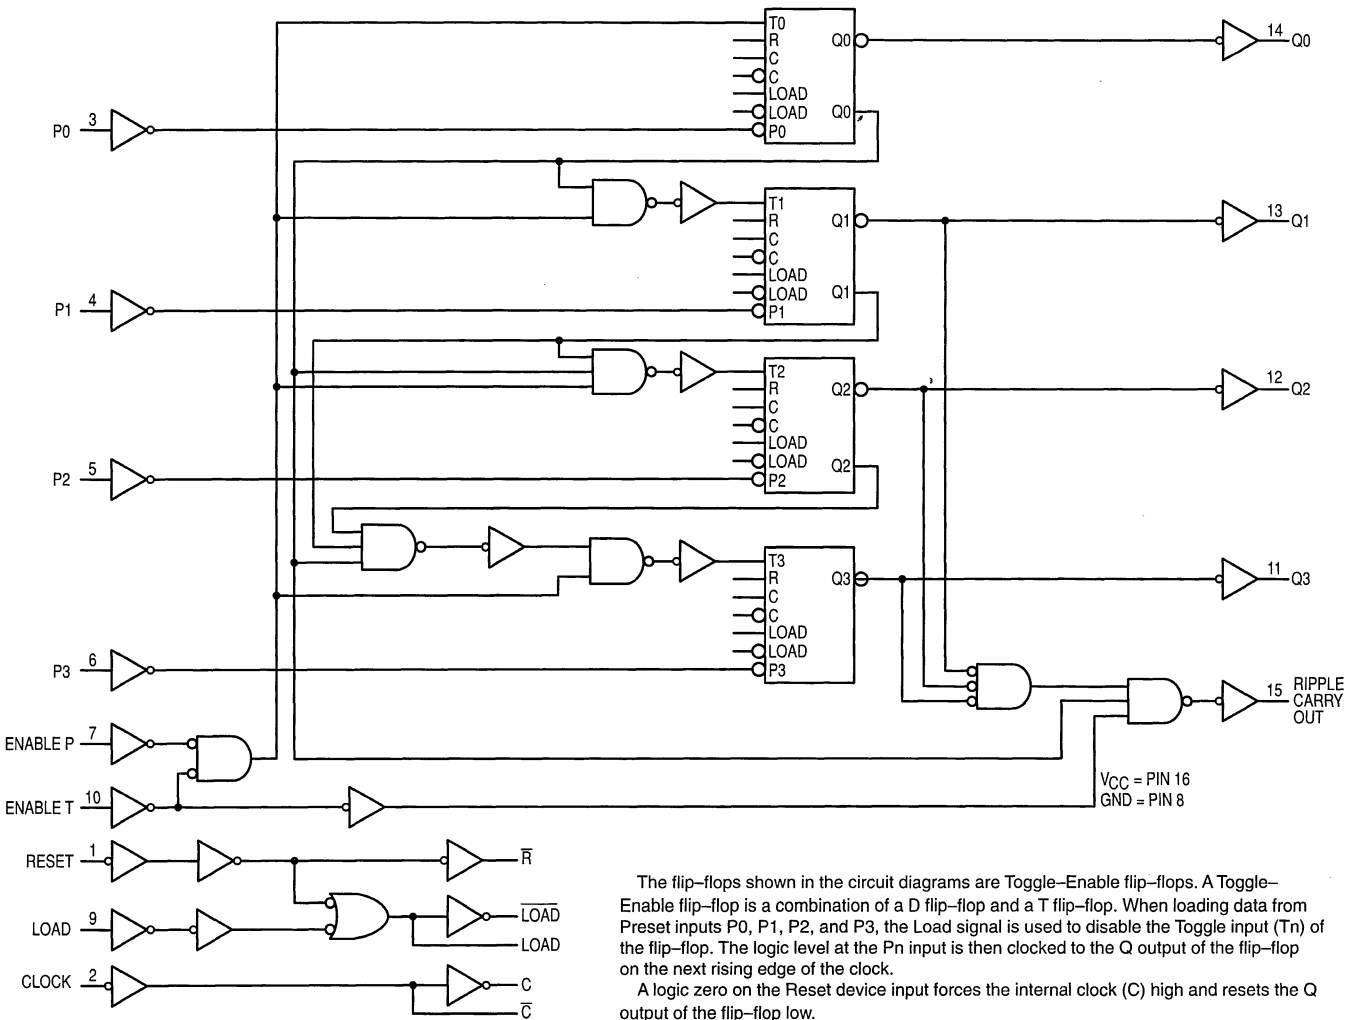 T0
R
C
C
LOAD
LOAD
P0
Q0
Q0
14 Q0
P0 3
T1
R
C
C
LOAD
LOAD
P1
Q1
Q1
13 Q1
P1 4
T2
R
C
C
LOAD
LOAD
P2
Q2
Q2
12 Q2
P2 5
T3
R
C
C
LOAD
LOAD
P3
Q3
11 Q3
P3 6
15 RIPPLE
CARRY
OUT
ENABLE P 7
ENABLE T 10
VCC = PIN 16
GND = PIN 8
RESET 1
R̅
LOAD 9
L̅O̅A̅D̅
LOAD
CLOCK 2
C
C̅
The flip–flops shown in the circuit diagrams are Toggle–Enable flip–flops. A Toggle–
Enable flip–flop is a combination of a D flip–flop and a T flip–flop. When loading data from
Preset inputs P0, P1, P2, and P3, the Load signal is used to disable the Toggle input (Tn) of
the flip–flop. The logic level at the Pn input is then clocked to the Q output of the flip–flop
on the next rising edge of the clock.
A logic zero on the Reset device input forces the internal clock (C) high and resets the Q
output of the flip–flop low.